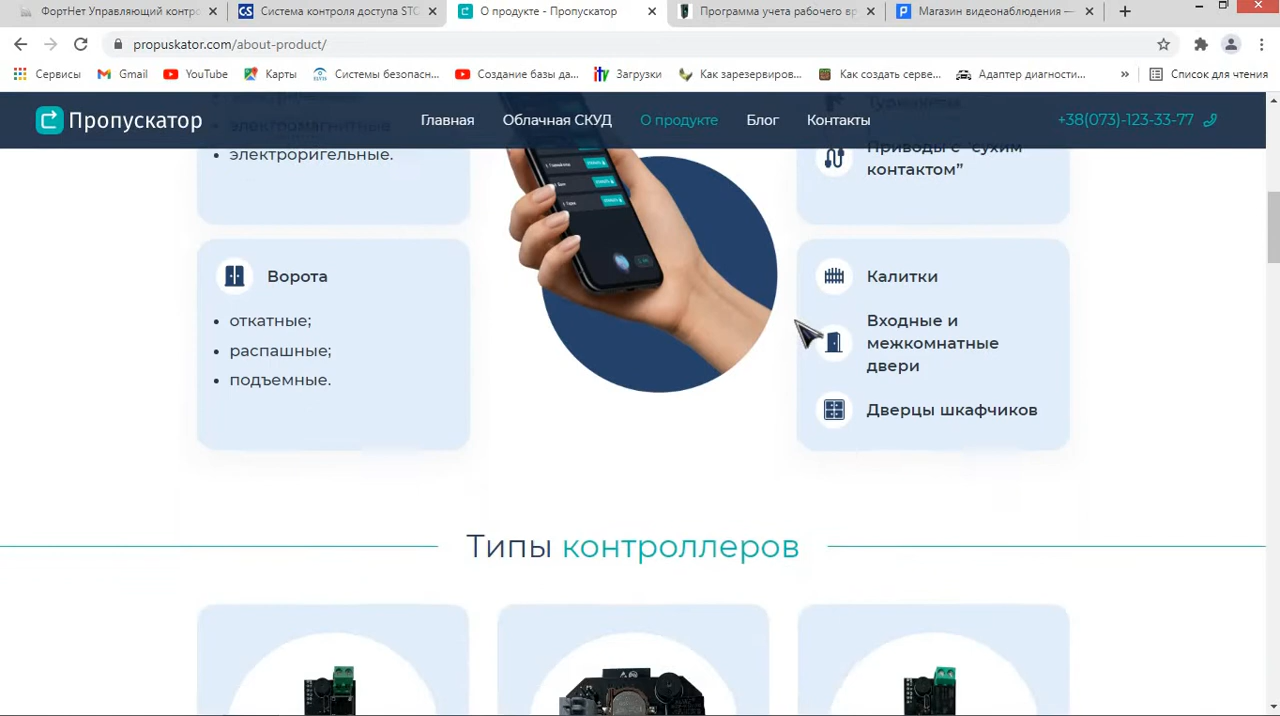 ФортНет Управляющий контро
Система контроля доступа STC
О продукте - Пропускатор
Программа учета рабочего вр
Магазин видеонаблюдения —
propuskator.com/about-product/
Сервисы
Gmail
YouTube
Карты
Системы безопасн...
Создание базы да...
Загрузки
Как зарезервиров...
Как создать серве...
Адаптер диагности...
»
Список для чтения
Пропускатор
Главная
Облачная СКУД
О продукте
Блог
Контакты
+38(073)-123-33-77
электромагнитные
электроригельные.
Турникеты
Приводы с “сухим
контактом”
Ворота
откатные;
распашные;
подъемные.
Калитки
Входные и
межкомнатные
двери
Дверцы шкафчиков
Типы контроллеров